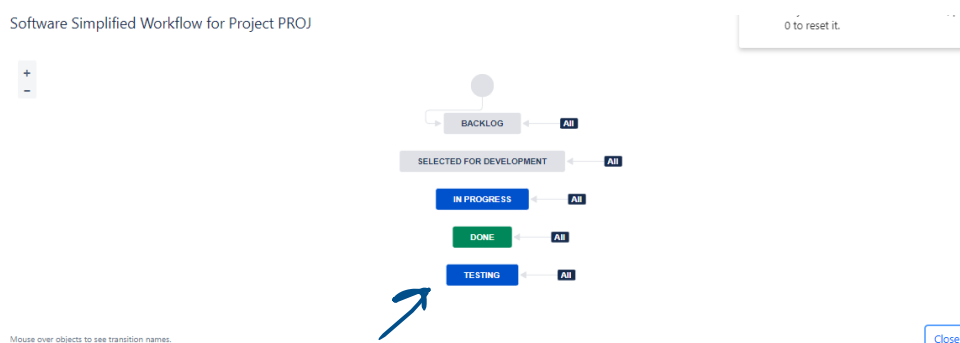 Software Simplified Workflow for Project PROJ
0 to reset it.
+
−
BACKLOG
All
SELECTED FOR DEVELOPMENT
All
IN PROGRESS
All
DONE
All
TESTING
All
Mouse over objects to see transition names.
Close